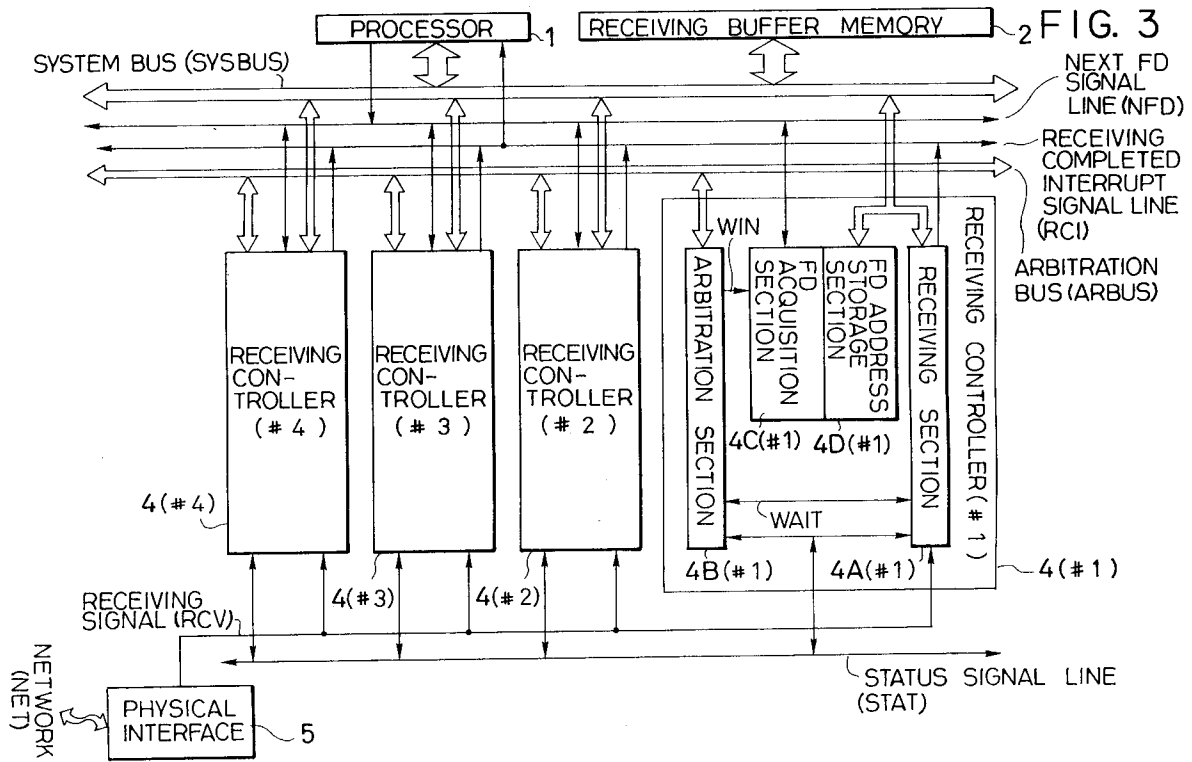 FIG. 3
PROCESSOR
1
RECEIVING BUFFER MEMORY
2
SYSTEM BUS (SYSBUS)
NEXT FD
SIGNAL
LINE (NFD)
RECEIVING
COMPLETED
INTERRUPT
SIGNAL LINE
(RCI)
ARBITRATION
BUS (ARBUS)
WIN
RECEIVING
CON-
TROLLER
(#4)
RECEIVING
CON-
TROLLER
(#3)
RECEIVING
CON-
TROLLER
(#2)
ARBITRATION SECTION
FD
ACQUISITION
SECTION
FD ADDRESS
STORAGE
SECTION
RECEIVING SECTION
RECEIVING CONTROLLER(#1)
4C(#1)
4D(#1)
WAIT
4(#4)
4(#3)
4(#2)
4B(#1)
4A(#1)
4(#1)
RECEIVING
SIGNAL (RCV)
STATUS SIGNAL LINE
(STAT)
NETWORK
(NET)
PHYSICAL
INTERFACE
5